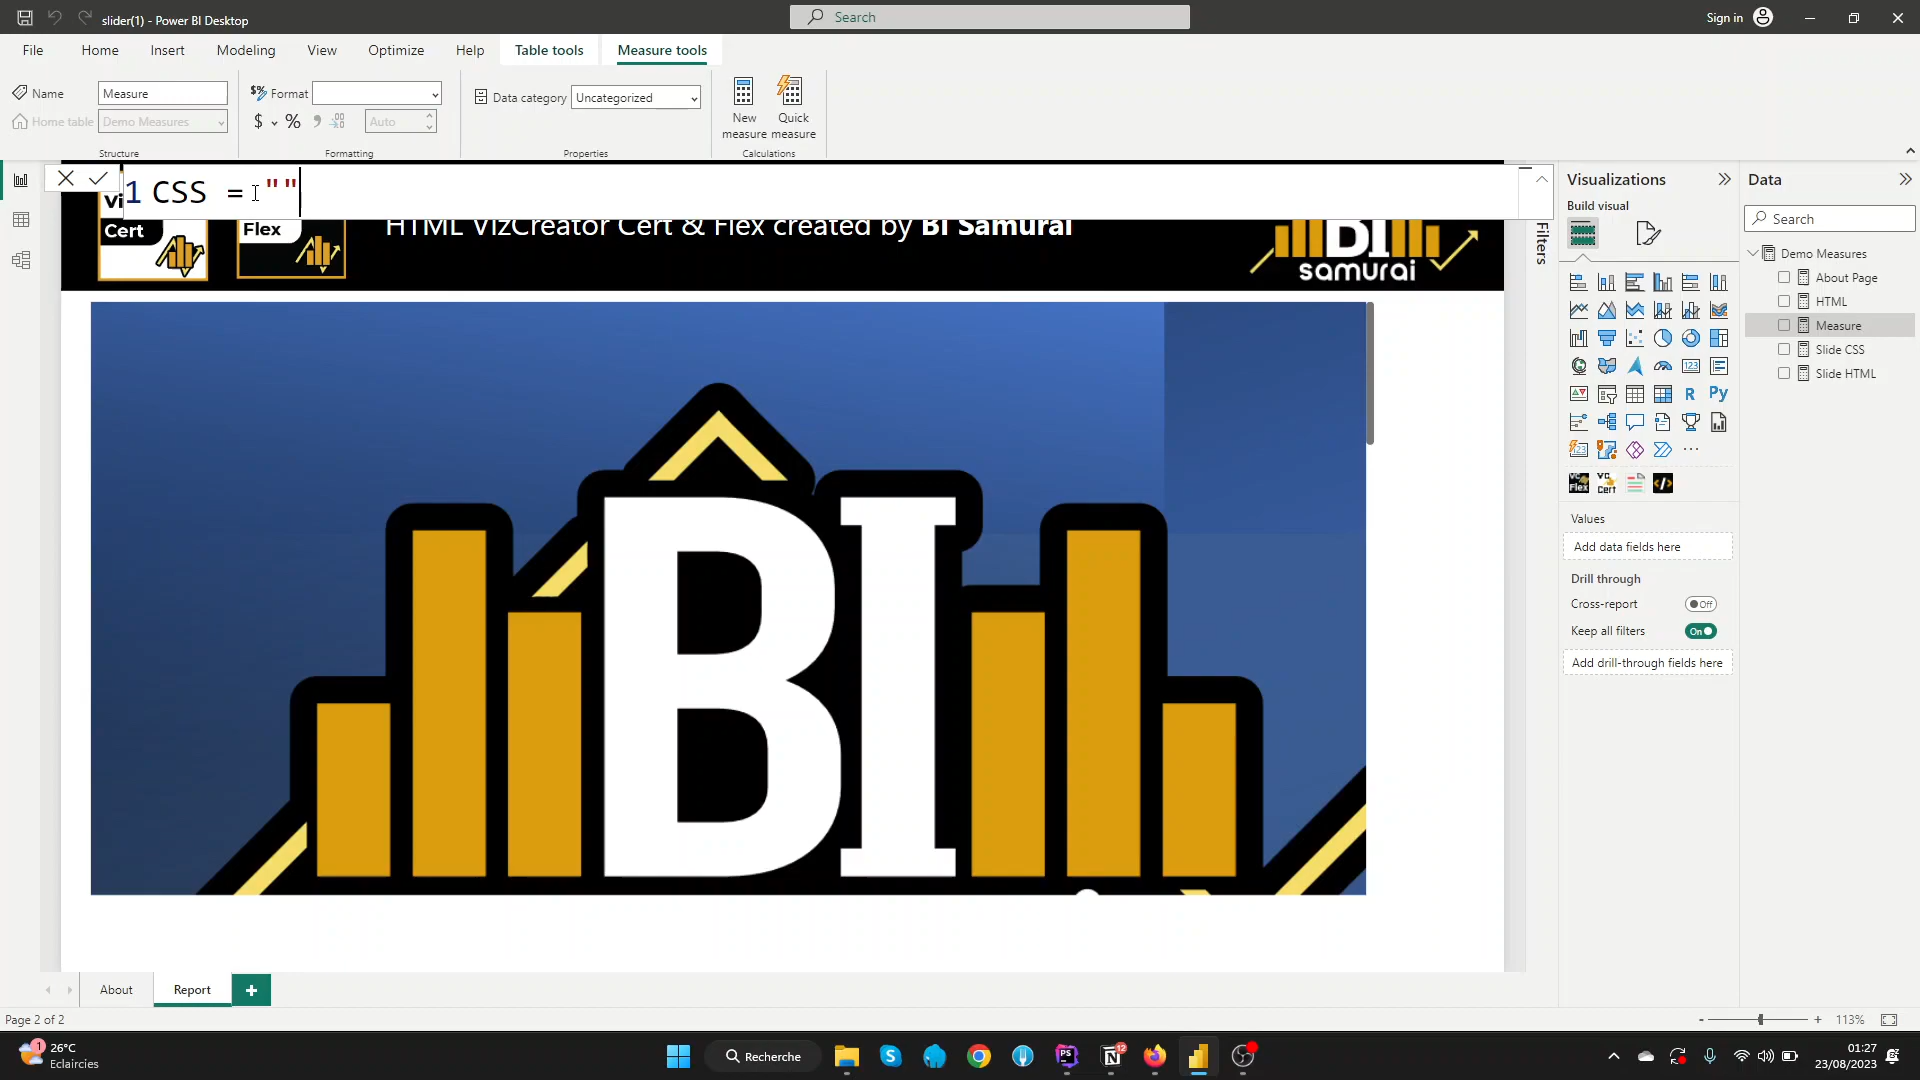 slider(1) - Power BI Desktop
Search
Sign in
File
Home
Insert
Modeling
View
Optimize
Help
Table tools
Measure tools
Name
Measure
Home table
Demo Measures
Structure
Format
$
%
Auto
Formatting
Data category
Uncategorized
Properties
New
measure
Quick
measure
Calculations
1 CSS = ""
Cert
Flex
HTML VizCreator Cert & Flex created by BI Samurai
BI
samurai
BI
Filters
Visualizations
Build visual
Values
Add data fields here
Drill through
Cross-report
Off
Keep all filters
On
Add drill-through fields here
Data
Search
Demo Measures
About Page
HTML
Measure
Slide CSS
Slide HTML
About
Report
Page 2 of 2
113%
26°C
Eclaircies
Recherche
01:27
23/08/2023